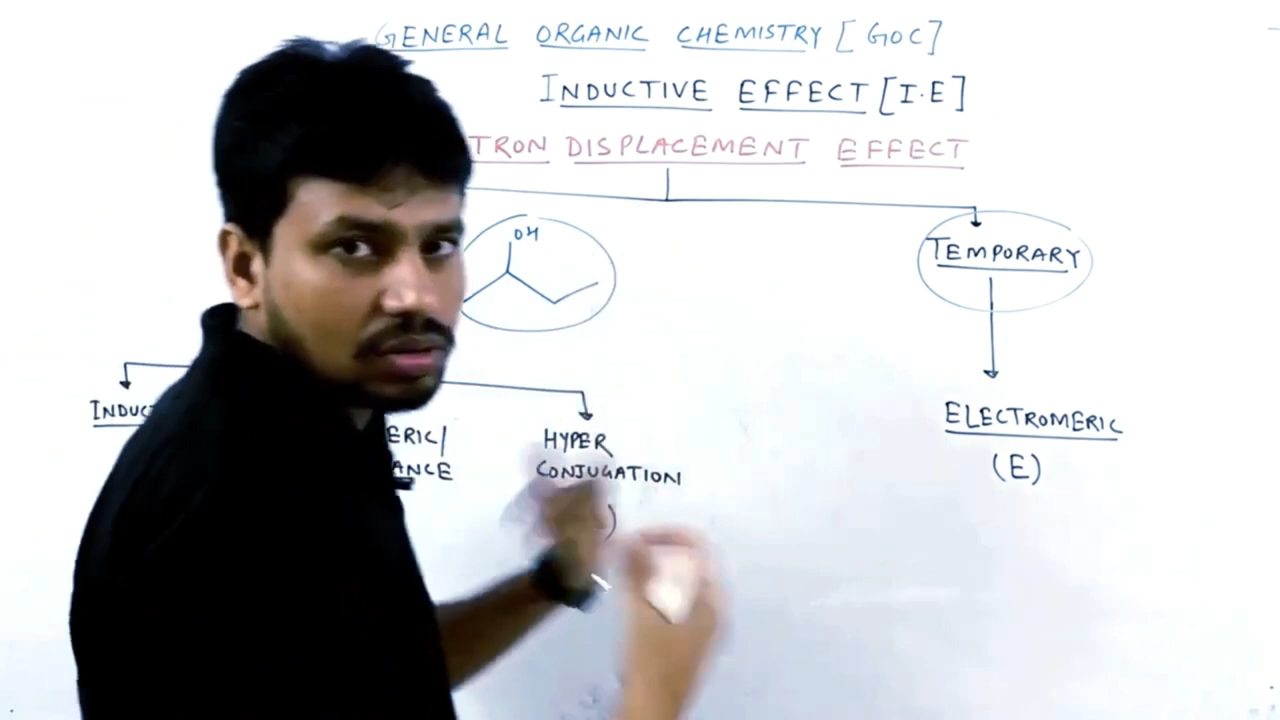 GENERAL ORGANIC CHEMISTRY [GOC]
INDUCTIVE EFFECT [I.E]
TRON DISPLACEMENT EFFECT
OH
TEMPORARY
INDUC
ERIC/
ANCE
HYPER
CONJUGATION
)
ELECTROMERIC
(E)